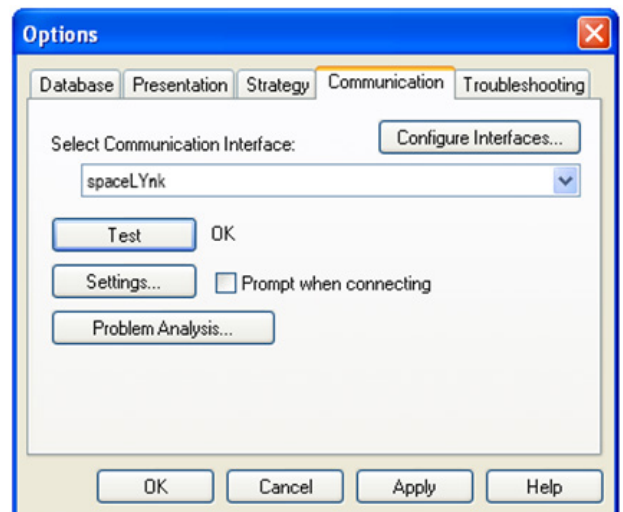 Options
Database Presentation Strategy Communication Troubleshooting
Select Communication Interface: Configure Interfaces...
spaceLYnk
Test OK
Settings... Prompt when connecting
Problem Analysis...
OK Cancel Apply Help